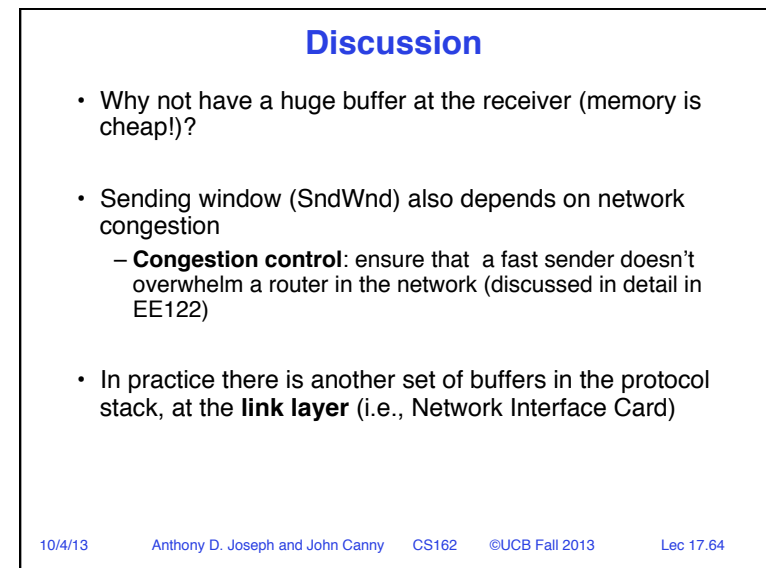 Discussion
• Why not have a huge buffer at the receiver (memory is
cheap!)?
• Sending window (SndWnd) also depends on network
congestion
– Congestion control: ensure that a fast sender doesn't
overwhelm a router in the network (discussed in detail in
EE122)
• In practice there is another set of buffers in the protocol
stack, at the link layer (i.e., Network Interface Card)
10/4/13 Anthony D. Joseph and John Canny CS162 ©UCB Fall 2013 Lec 17.64